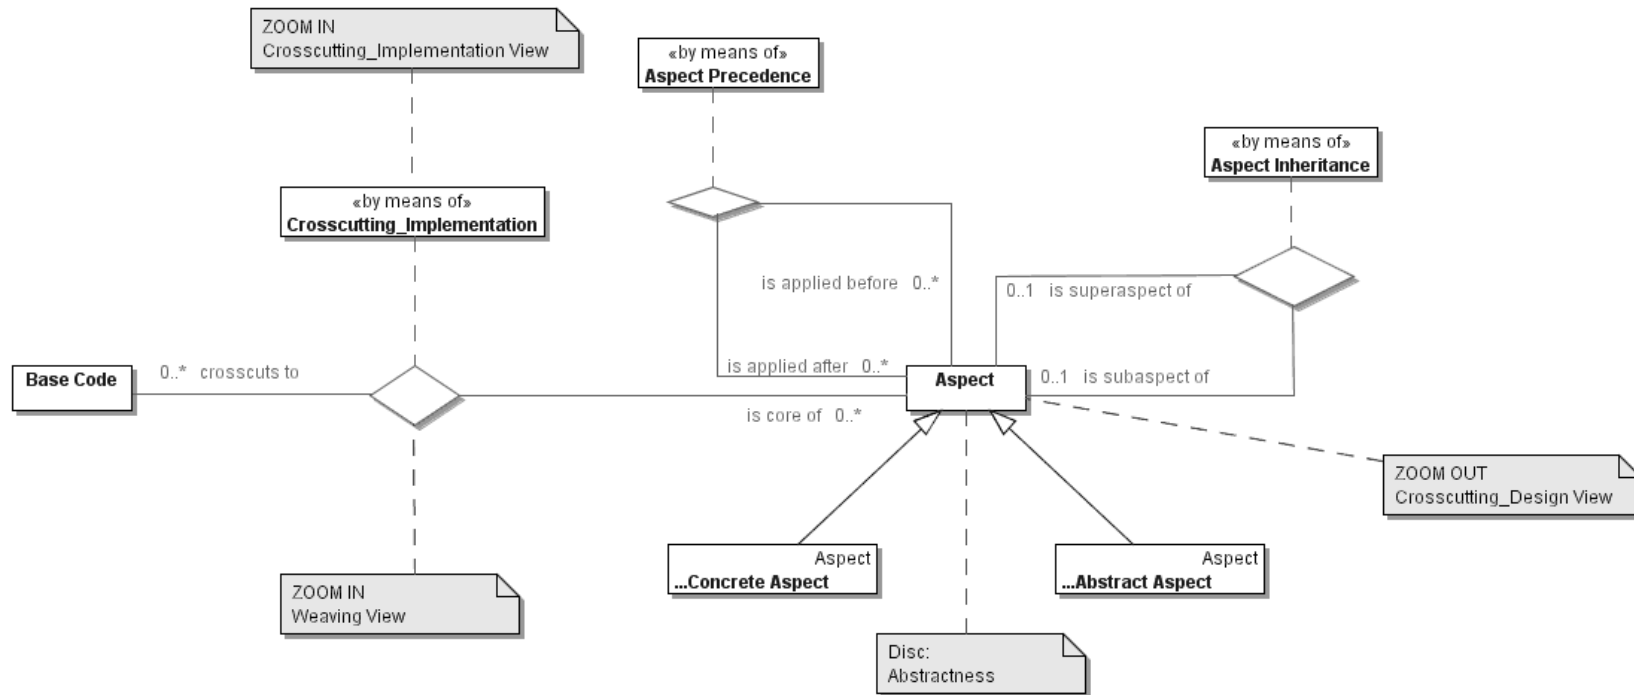 ZOOM IN
Crosscutting_Implementation View
«by means of»
Aspect Precedence
«by means of»
Aspect Inheritance
«by means of»
Crosscutting_Implementation
is applied before 0..*
0..1 is superaspect of
Base Code
0..* crosscuts to
is applied after 0..*
Aspect
0..1 is subaspect of
is core of 0..*
ZOOM OUT
Crosscutting_Design View
Aspect
...Concrete Aspect
Aspect
...Abstract Aspect
ZOOM IN
Weaving View
Disc:
Abstractness